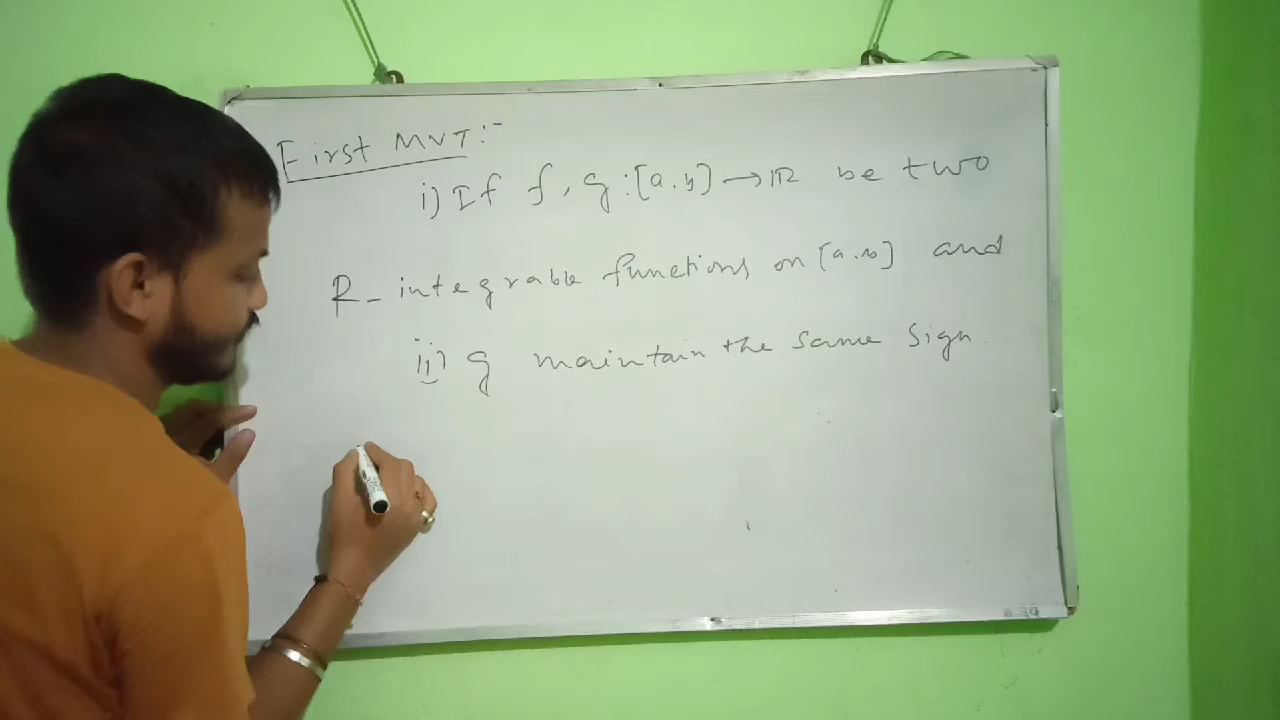 First MVT:-
i) If f, g : [a, b] → ℝ be two
R- integrable functions on [a, b] and
ii) g maintain the same sign